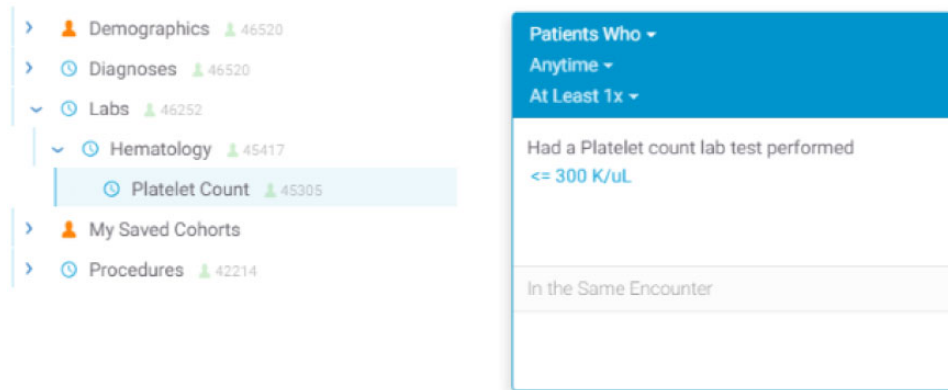 Demographics 46520
Diagnoses 46520
Labs 46252
Hematology 45417
Platelet Count 45305
My Saved Cohorts
Procedures 42214
Patients Who
Anytime
At Least 1x
Had a Platelet count lab test performed
<= 300 K/uL
In the Same Encounter